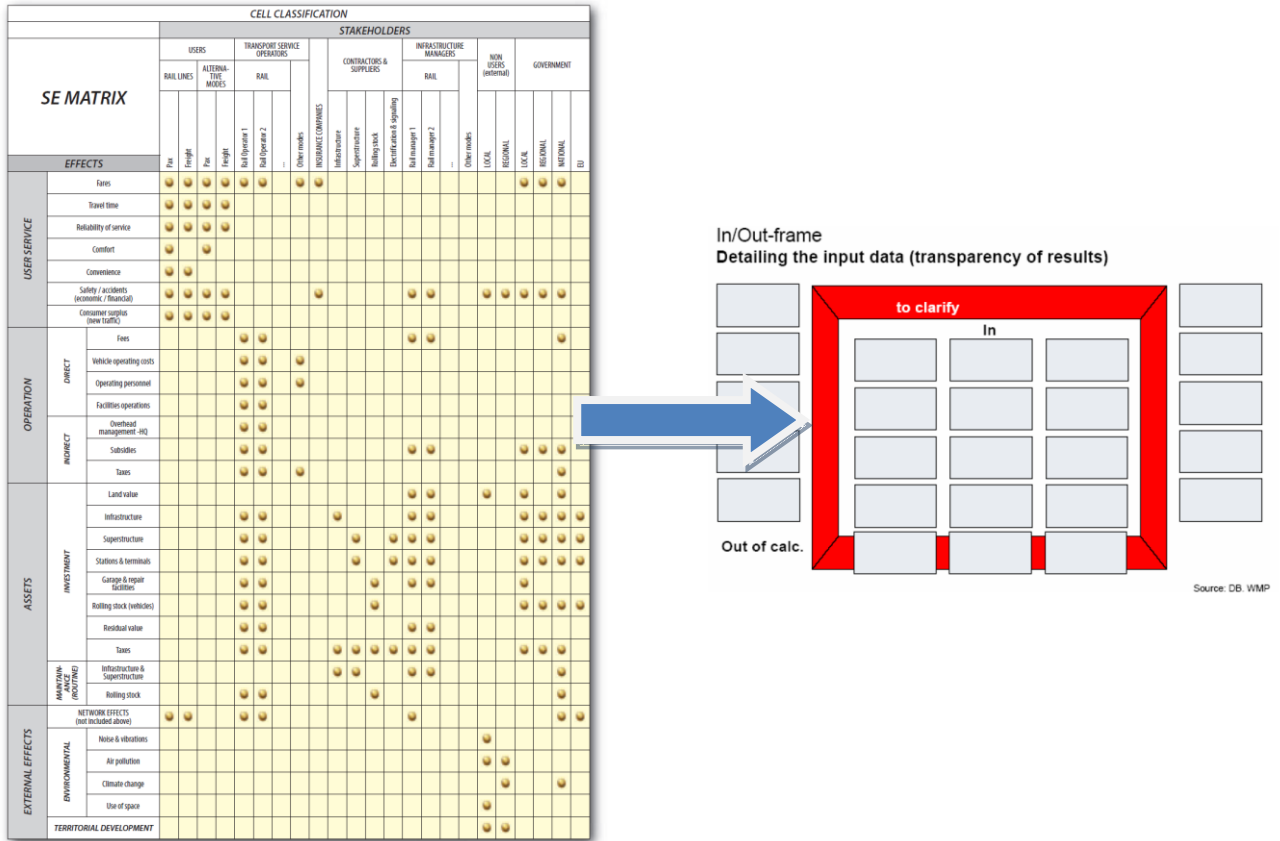 CELL CLASSIFICATION
STAKEHOLDERS
SE MATRIX
USERS
TRANSPORT SERVICE
OPERATORS
CONTRACTORS &
SUPPLIERS
INFRASTRUCTURE
MANAGERS
NON
USERS
(external)
GOVERNMENT
RAIL LINES
ALTERNA-
TIVE
MODES
RAIL
RAIL
EFFECTS
Pax
Freight
Pax
Freight
Rail Operator 1
Rail Operator 2
...
Other modes
INSURANCE COMPANIES
Infrastructure
Superstructure
Rolling stock
Electrification & signaling
Rail manager 1
Rail manager 2
...
Other modes
LOCAL
REGIONAL
LOCAL
REGIONAL
NATIONAL
EU
USER SERVICE
Fares
Travel time
Reliability of service
Comfort
Convenience
Safety / accidents
(economic / financial)
Consumer surplus
(new traffic)
OPERATION
DIRECT
Fees
Vehicle operating costs
Operating personnel
Facilities operations
INDIRECT
Overhead
management -HQ
Subsidies
Taxes
ASSETS
INVESTMENT
Land value
Infrastructure
Superstructure
Stations & terminals
Garage & repair
facilities
Rolling stock (vehicles)
Residual value
Taxes
MAINTAIN-
ANCE
(ROUTINE)
Infrastructure &
Superstructure
Rolling stock
EXTERNAL EFFECTS
NETWORK EFFECTS
(not included above)
ENVIRONMENTAL
Noise & vibrations
Air pollution
Climate change
Use of space
TERRITORIAL DEVELOPMENT
In/Out-frame
Detailing the input data (transparency of results)
to clarify
In
Out of calc.
Source: DB. WMP